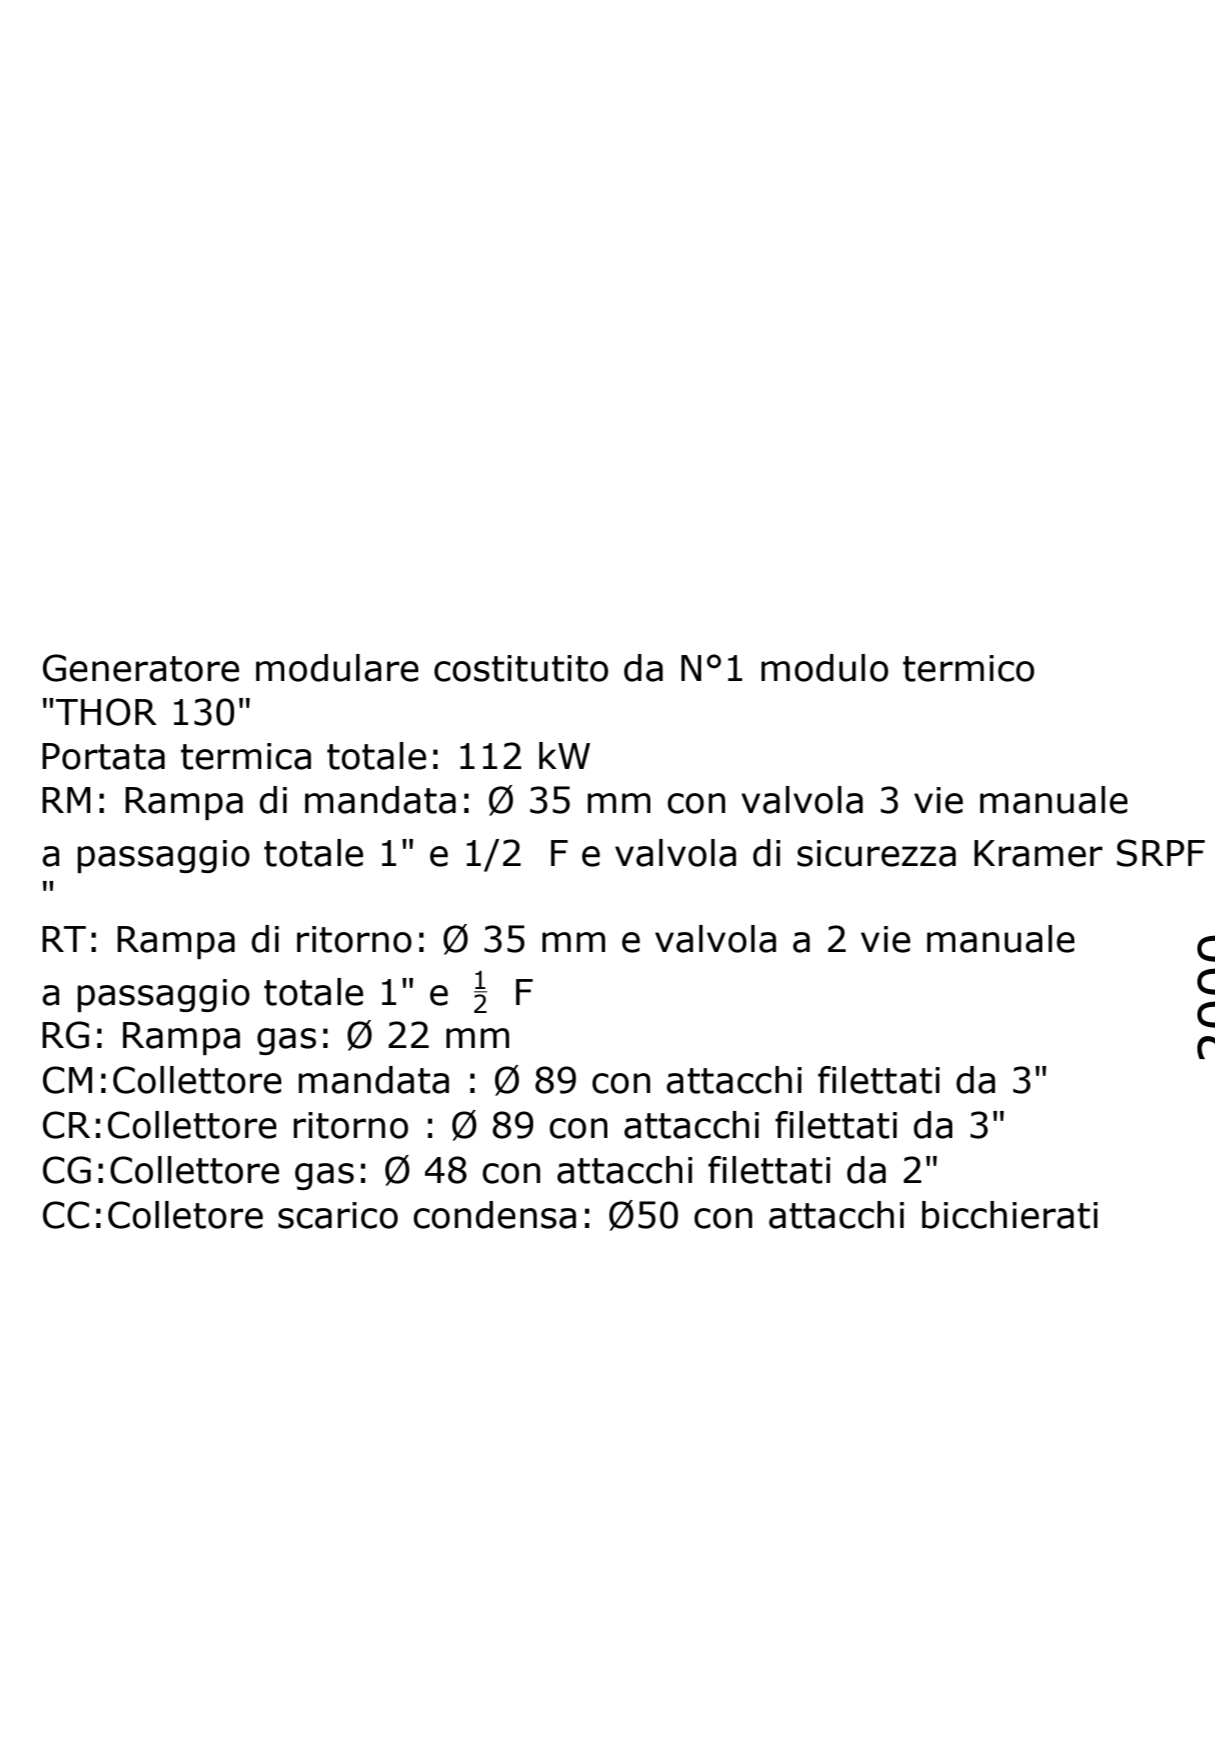 Generatore modulare costitutito da N°1 modulo termico
"THOR 130"
Portata termica totale: 112 kW
RM: Rampa di mandata: Ø 35 mm con valvola 3 vie manuale
a passaggio totale 1" e 1/2 F e valvola di sicurezza Kramer SRPF
"
RT: Rampa di ritorno: Ø 35 mm e valvola a 2 vie manuale
a passaggio totale 1" e ½ F
RG: Rampa gas: Ø 22 mm
CM:Collettore mandata : Ø 89 con attacchi filettati da 3"
CR:Collettore ritorno : Ø 89 con attacchi filettati da 3"
CG:Collettore gas: Ø 48 con attacchi filettati da 2"
CC:Colletore scarico condensa: Ø50 con attacchi bicchierati